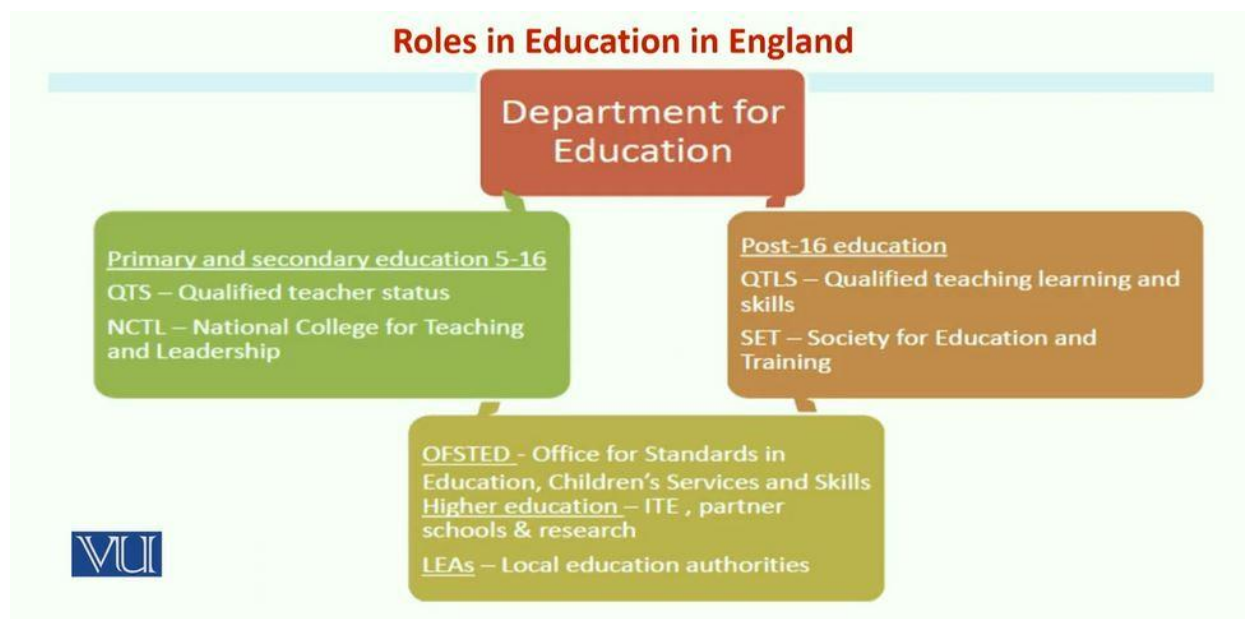 Roles in Education in England
Department for
Education
Primary and secondary education 5-16
QTS – Qualified teacher status
NCTL – National College for Teaching
and Leadership
Post-16 education
QTLS – Qualified teaching learning and
skills
SET – Society for Education and
Training
OFSTED - Office for Standards in
Education, Children’s Services and Skills
Higher education – ITE , partner
schools & research
LEAs – Local education authorities
VU